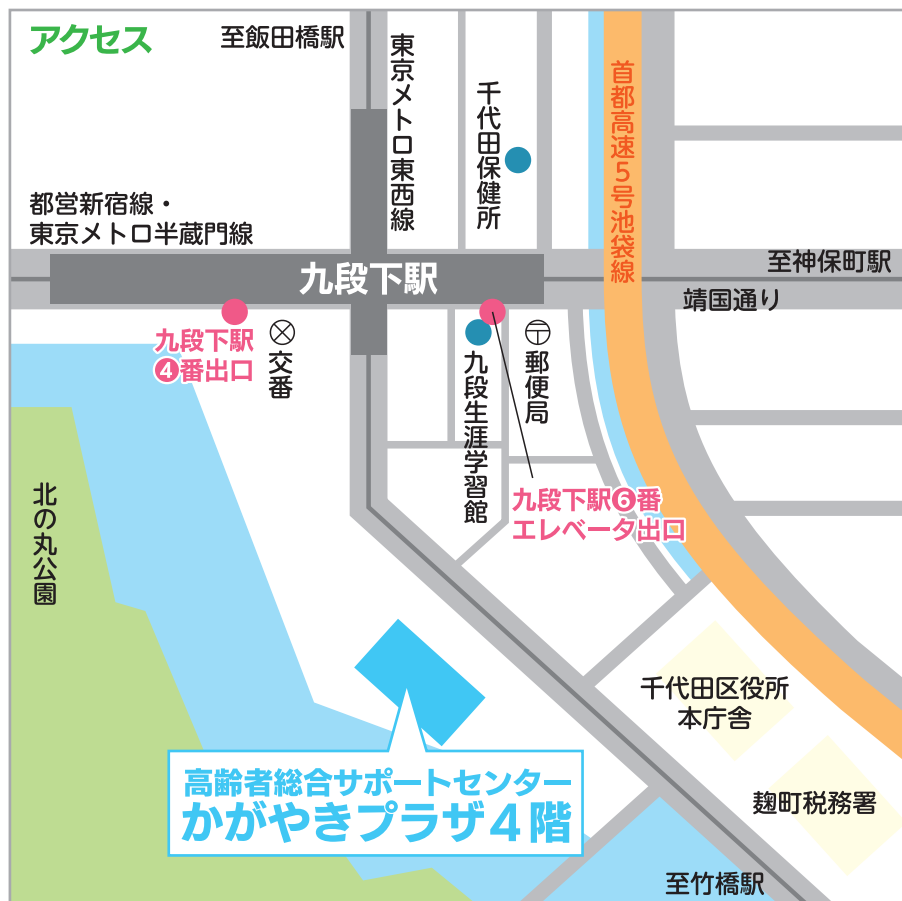 アクセス
至飯田橋駅
東京メトロ東西線
千代田保健所
首都高速5号池袋線
都営新宿線・
東京メトロ半蔵門線
九段下駅
至神保町駅
靖国通り
九段下駅
❹番出口
交番
九段生涯学習館
郵便局
九段下駅❻番
エレベータ出口
北の丸公園
千代田区役所
本庁舎
高齢者総合サポートセンター
かがやきプラザ4階
麹町税務署
至竹橋駅